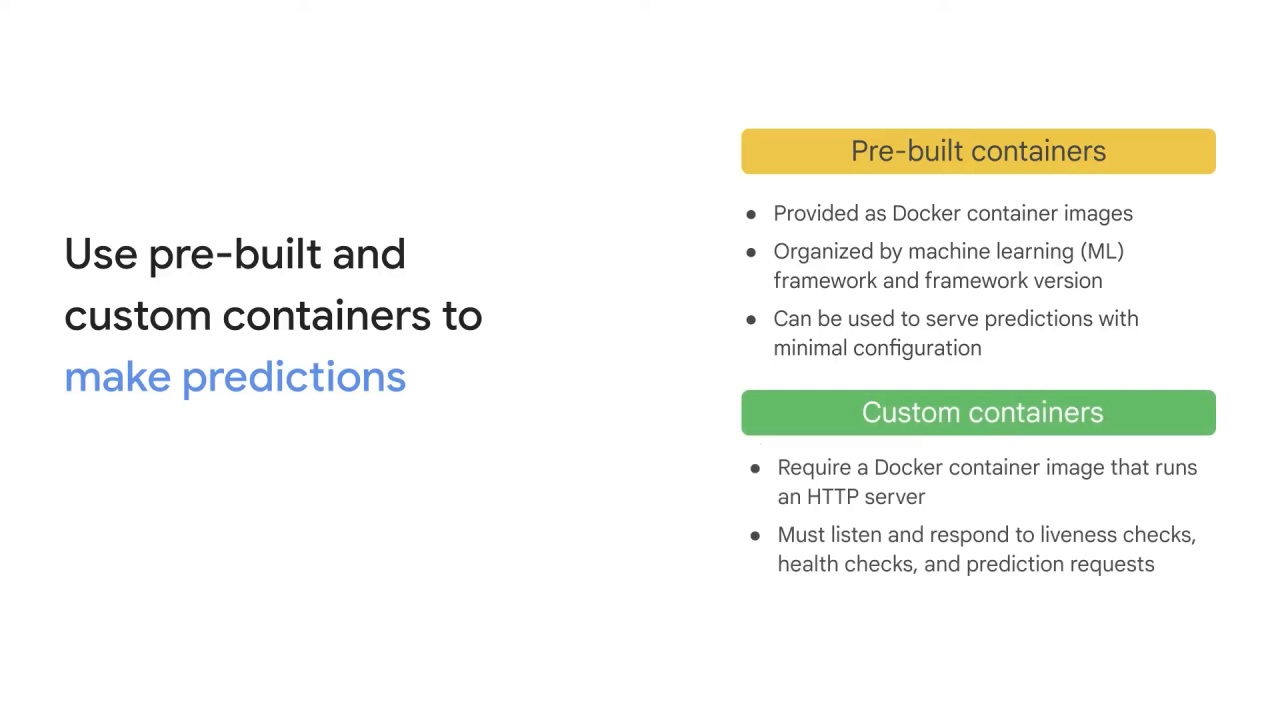 Use pre-built and
custom containers to
make predictions
Pre-built containers
● Provided as Docker container images
● Organized by machine learning (ML)
framework and framework version
● Can be used to serve predictions with
minimal configuration
Custom containers
● Require a Docker container image that runs
an HTTP server
● Must listen and respond to liveness checks,
health checks, and prediction requests